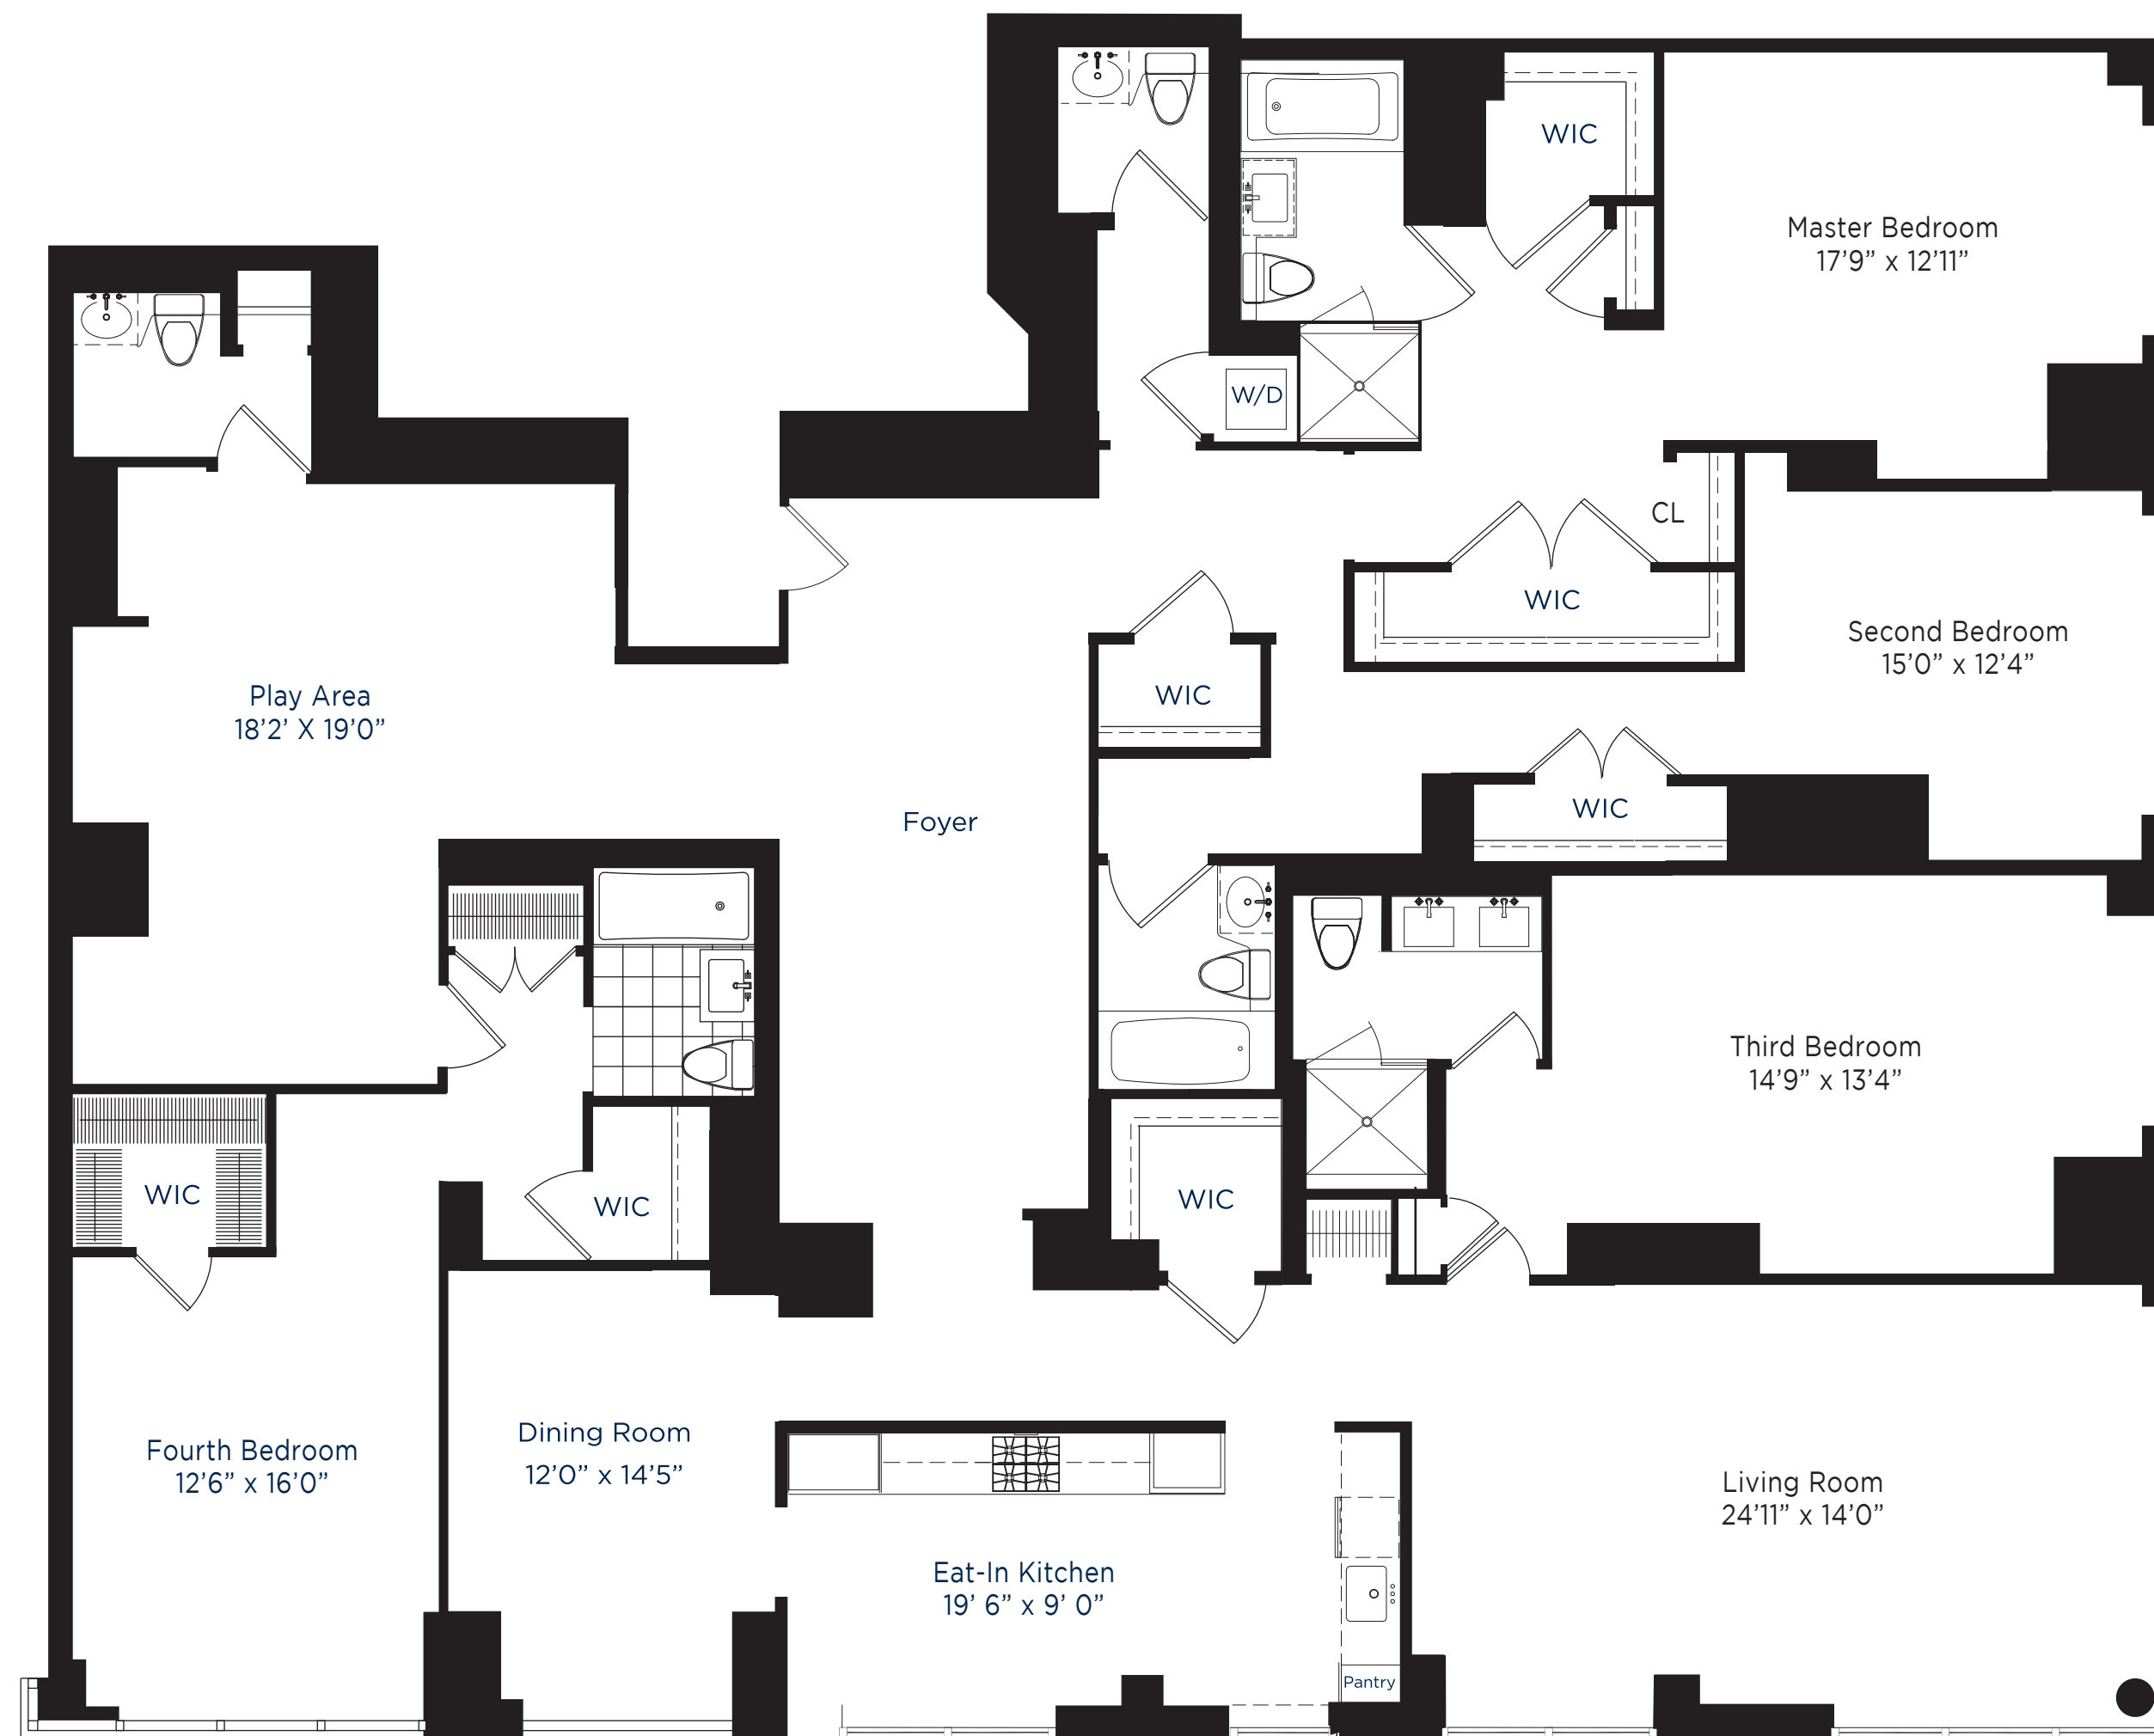 WIC
Master Bedroom
17’9” x 12’11”
W/D
CL
WIC
Second Bedroom
15’0” x 12’4”
Play Area
18’2’ X 19’0”
WIC
Foyer
WIC
Third Bedroom
14’9” x 13’4”
WIC
WIC
WIC
Dining Room
12’0” x 14’5”
Fourth Bedroom
12’6” x 16’0”
Living Room
24’11” x 14’0”
Eat-In Kitchen
19’ 6” x 9’ 0”
Pantry